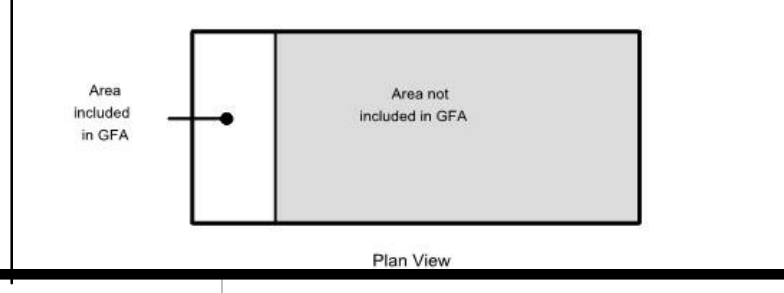 Area
included
in GFA
Area not
included in GFA
Plan View